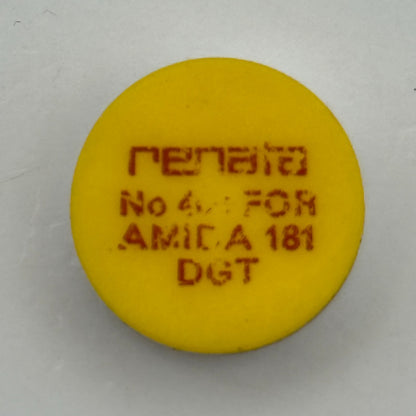 renata
No FOR
AMIDA 181
DGT